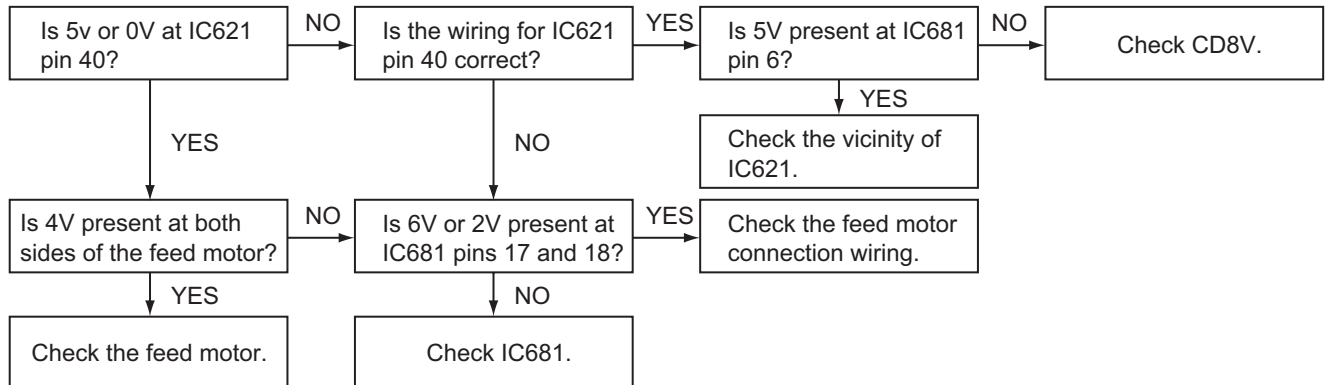 Is 5v or 0V at IC621
pin 40?
NO
Is the wiring for IC621
pin 40 correct?
YES
Is 5V present at IC681
pin 6?
NO
Check CD8V.
YES
NO
YES
Check the vicinity of
IC621.
Is 4V present at both
sides of the feed motor?
NO
Is 6V or 2V present at
IC681 pins 17 and 18?
YES
Check the feed motor
connection wiring.
YES
NO
Check the feed motor.
Check IC681.